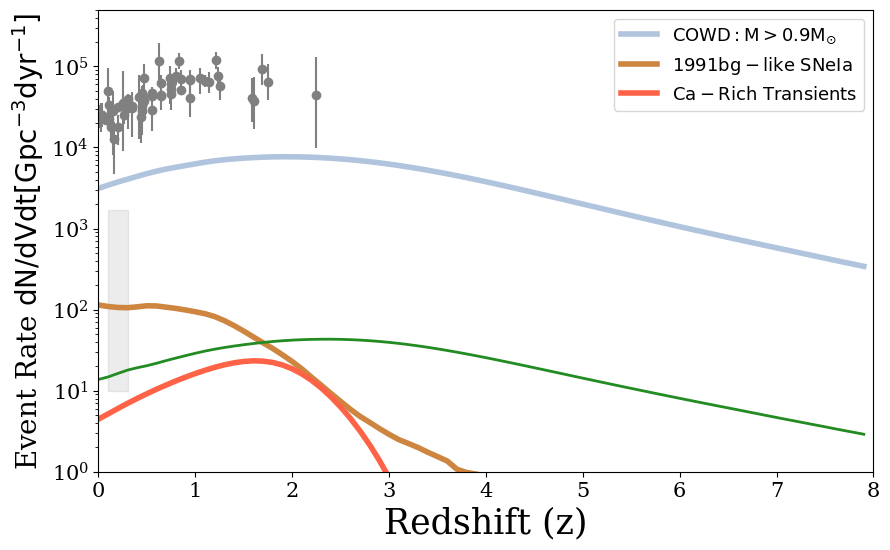 COWD : M > 0.9M⊙
1991bg − like SNeIa
Ca − Rich Transients
Event Rate dN/dVdt[Gpc⁻³dyr⁻¹]
10⁵
10⁴
10³
10²
10¹
10⁰
0 1 2 3 4 5 6 7 8
Redshift (z)